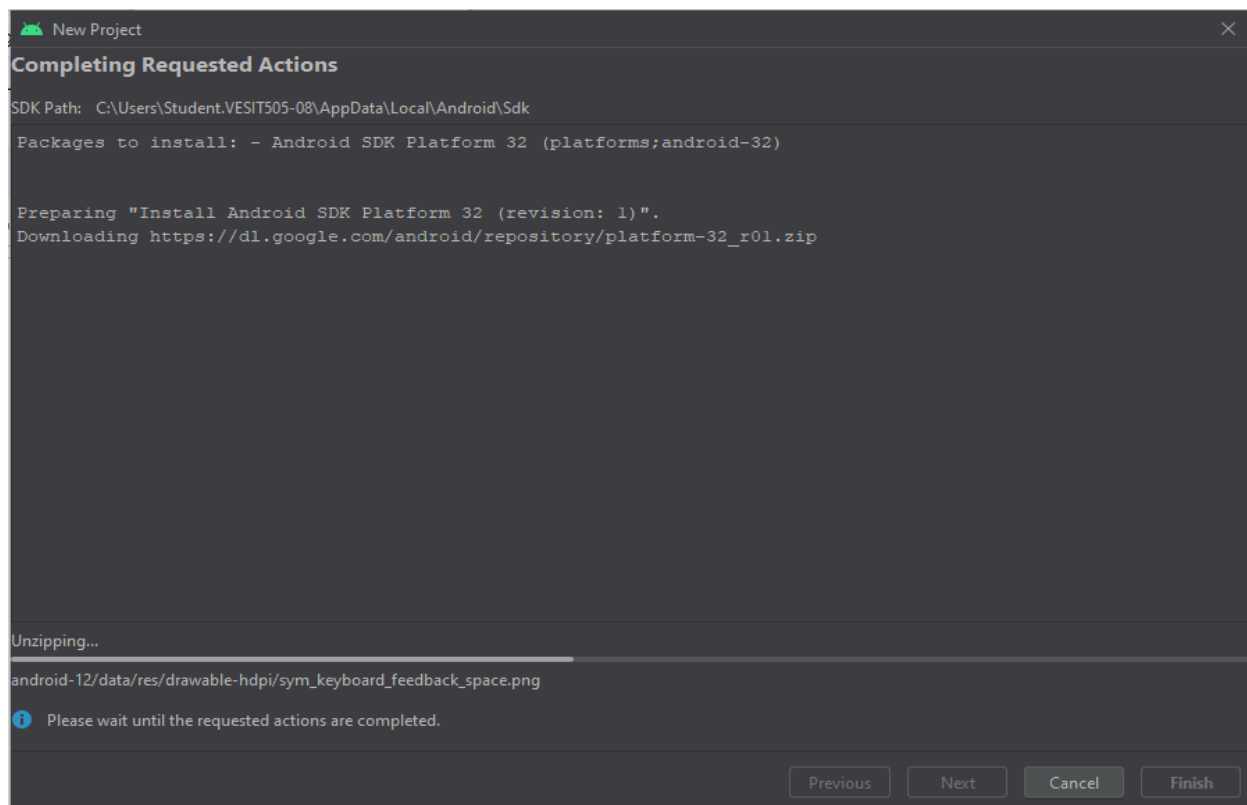 New Project
Completing Requested Actions
SDK Path: C:\Users\Student.VESIT505-08\AppData\Local\Android\Sdk
Packages to install: - Android SDK Platform 32 (platforms;android-32)
Preparing "Install Android SDK Platform 32 (revision: 1)".
Downloading https://dl.google.com/android/repository/platform-32_r01.zip
Unzipping...
android-12/data/res/drawable-hdpi/sym_keyboard_feedback_space.png
Please wait until the requested actions are completed.
Previous Next Cancel Finish